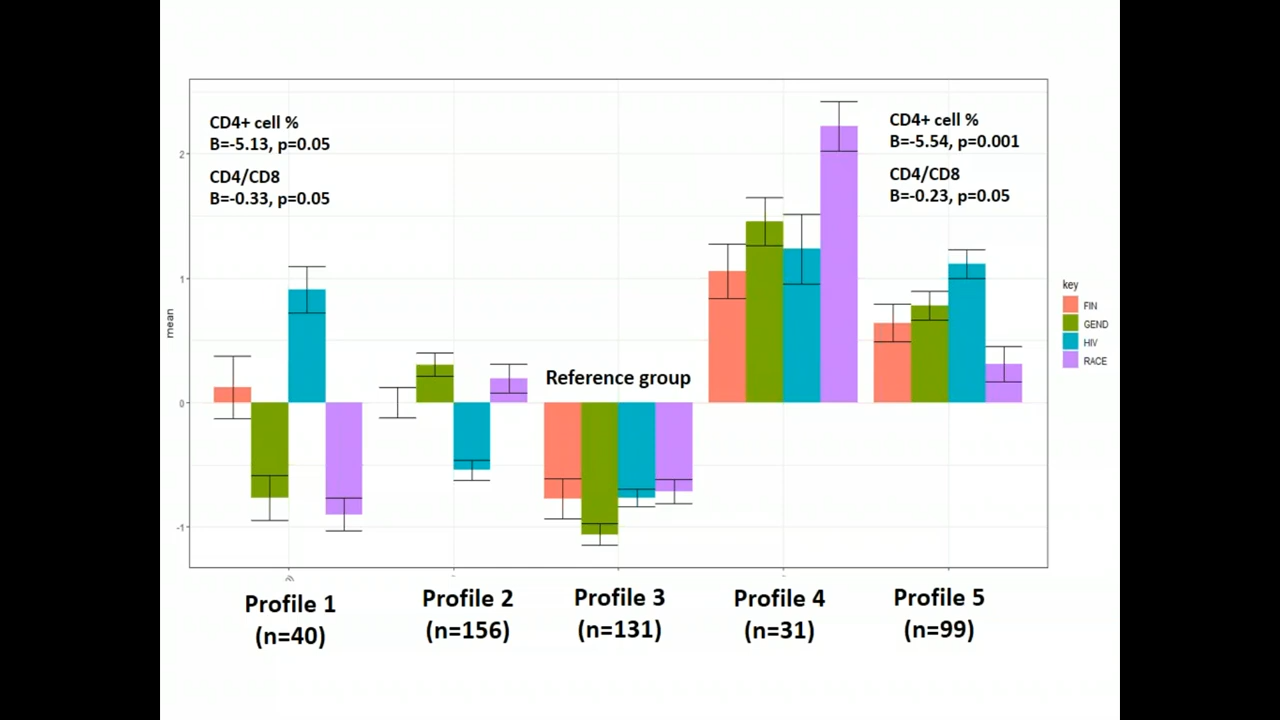 CD4+ cell %
B=-5.13, p=0.05
CD4/CD8
B=-0.33, p=0.05
CD4+ cell %
B=-5.54, p=0.001
CD4/CD8
B=-0.23, p=0.05
2
1
0
-1
mean
Reference group
key
FIN
GEND
HIV
RACE
Profile 1
(n=40)
Profile 2
(n=156)
Profile 3
(n=131)
Profile 4
(n=31)
Profile 5
(n=99)